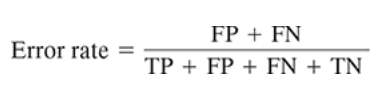 Error rate = FP + FN
TP + FP + FN + TN